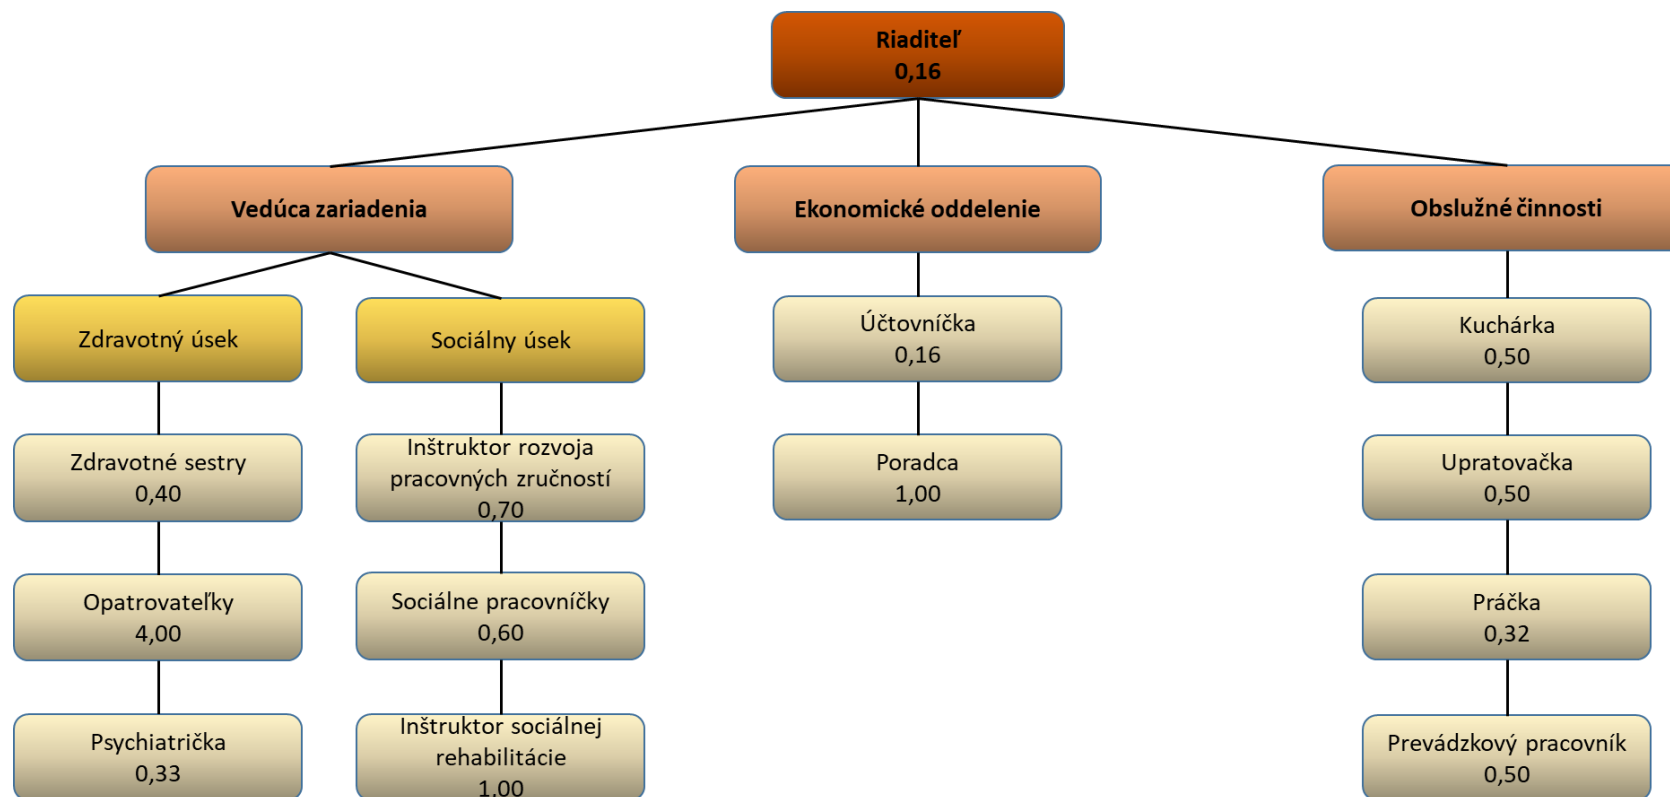 Riaditeľ
0,16
Vedúca zariadenia
Ekonomické oddelenie
Obslužné činnosti
Zdravotný úsek
Sociálny úsek
Účtovníčka
0,16
Kuchárka
0,50
Zdravotné sestry
0,40
Inštruktor rozvoja
pracovných zručností
0,70
Poradca
1,00
Upratovačka
0,50
Opatrovateľky
4,00
Sociálne pracovníčky
0,60
Práčka
0,32
Psychiatrička
0,33
Inštruktor sociálnej
rehabilitácie
1,00
Prevádzkový pracovník
0,50